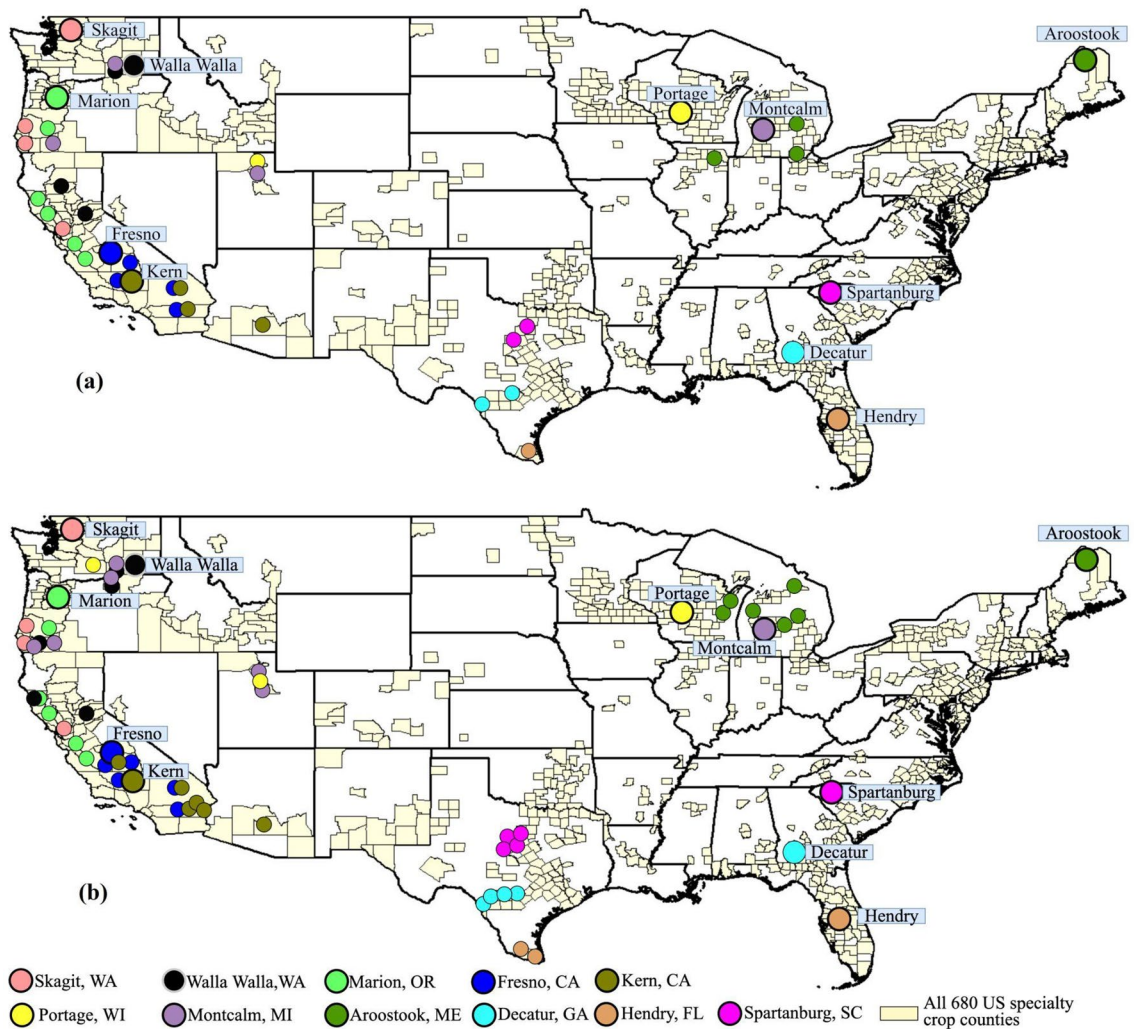 Skagit
Walla Walla
Marion
Aroostook
Portage
Montcalm
Fresno
Kern
Spartanburg
Decatur
Hendry
(a)
Skagit
Walla Walla
Marion
Aroostook
Portage
Montcalm
Fresno
Kern
Spartanburg
Decatur
Hendry
(b)
Skagit, WA Walla Walla,WA Marion, OR Fresno, CA Kern, CA
Portage, WI Montcalm, MI Aroostook, ME Decatur, GA Hendry, FL Spartanburg, SC
All 680 US specialty
crop counties